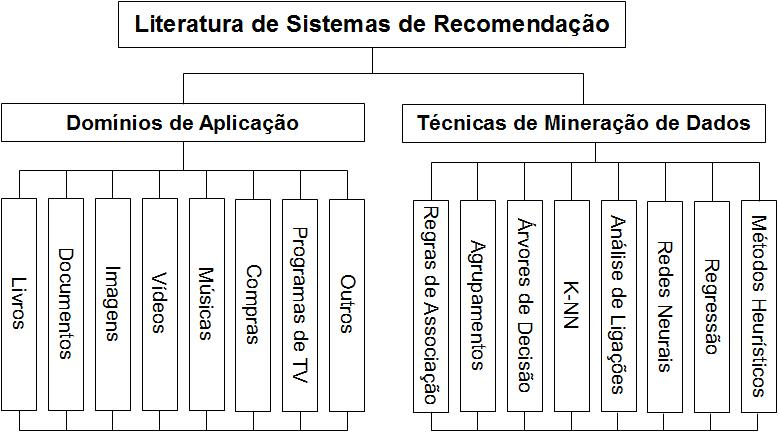 Literatura de Sistemas de Recomendação
Domínios de Aplicação
Técnicas de Mineração de Dados
Livros
Documentos
Imagens
Vídeos
Músicas
Compras
Programas de TV
Outros
Regras de Associação
Agrupamentos
Árvores de Decisão
K-NN
Análise de Ligações
Redes Neurais
Regressão
Métodos Heurísticos